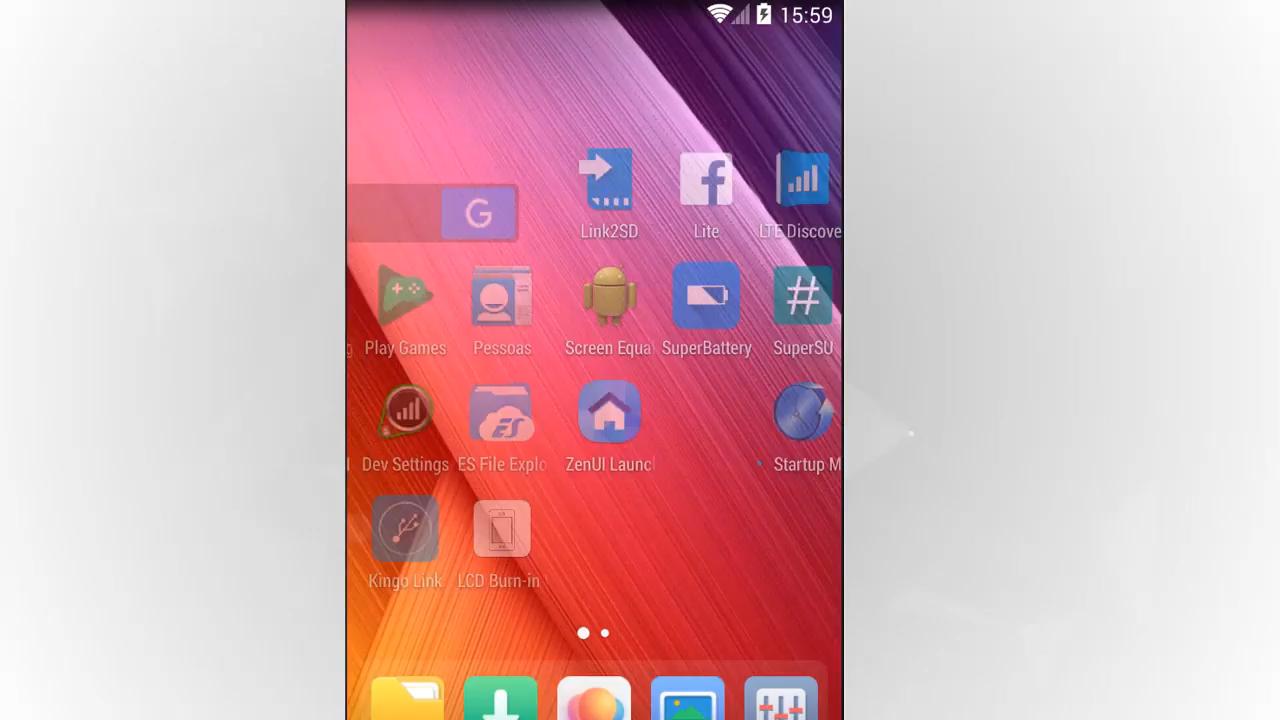 15:59
G
Link2SD
Lite
LTE Discove
Play Games
Pessoas
Screen Equa
SuperBattery
SuperSU
Dev Settings
ES
ES File Explo
ZenUI Launc
Startup M
Kingo Link
LCD Burn-in